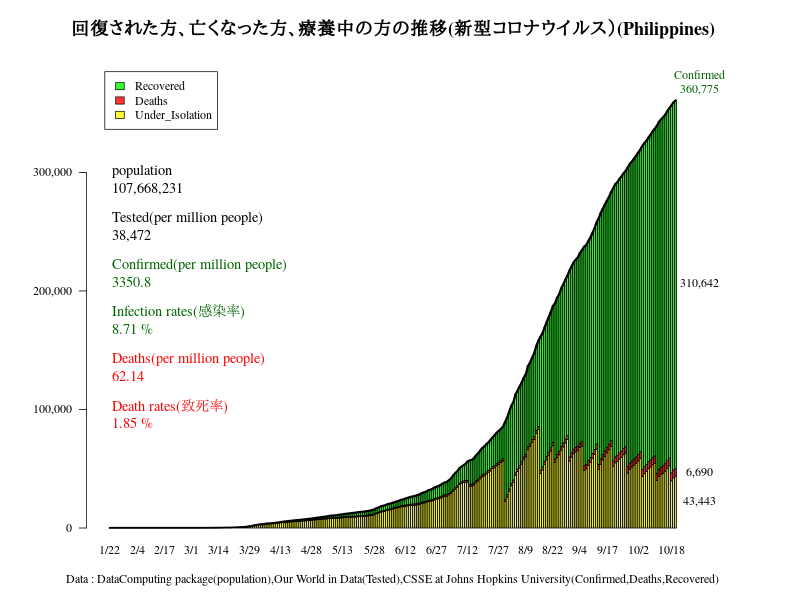 回復された方、亡くなった方、療養中の方の推移(新型コロナウイルス）(Philippines)
Confirmed
360,775
Recovered
Deaths
Under_Isolation
population
107,668,231
Tested(per million people)
38,472
Confirmed(per million people)
3350.8
Infection rates(感染率)
8.71 %
Deaths(per million people)
62.14
Death rates(致死率)
1.85 %
300,000
200,000
100,000
0
310,642
6,690
43,443
1/22 2/4 2/17 3/1 3/14 3/29 4/13 4/28 5/13 5/28 6/12 6/27 7/12 7/27 8/9 8/22 9/4 9/17 10/2 10/18
Data : DataComputing package(population),Our World in Data(Tested),CSSE at Johns Hopkins University(Confirmed,Deaths,Recovered)